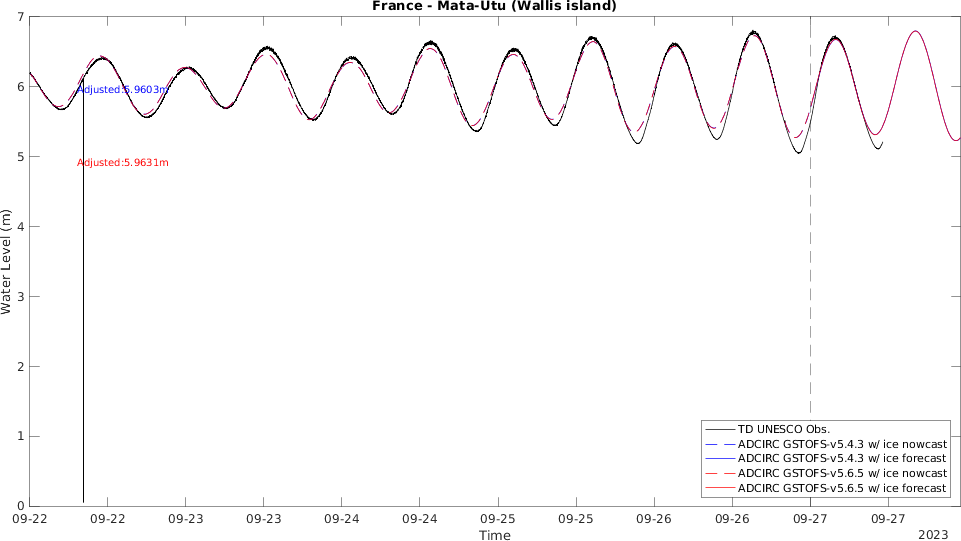 France - Mata-Utu (Wallis island)
7
6
5
4
3
2
1
0
Water Level (m)
Adjusted:5.9603m
Adjusted:5.9631m
TD UNESCO Obs.
ADCIRC GSTOFS-v5.4.3 w/ ice nowcast
ADCIRC GSTOFS-v5.4.3 w/ ice forecast
ADCIRC GSTOFS-v5.6.5 w/ ice nowcast
ADCIRC GSTOFS-v5.6.5 w/ ice forecast
09-22 09-22 09-23 09-23 09-24 09-24 09-25 09-25 09-26 09-26 09-27 09-27
Time
2023